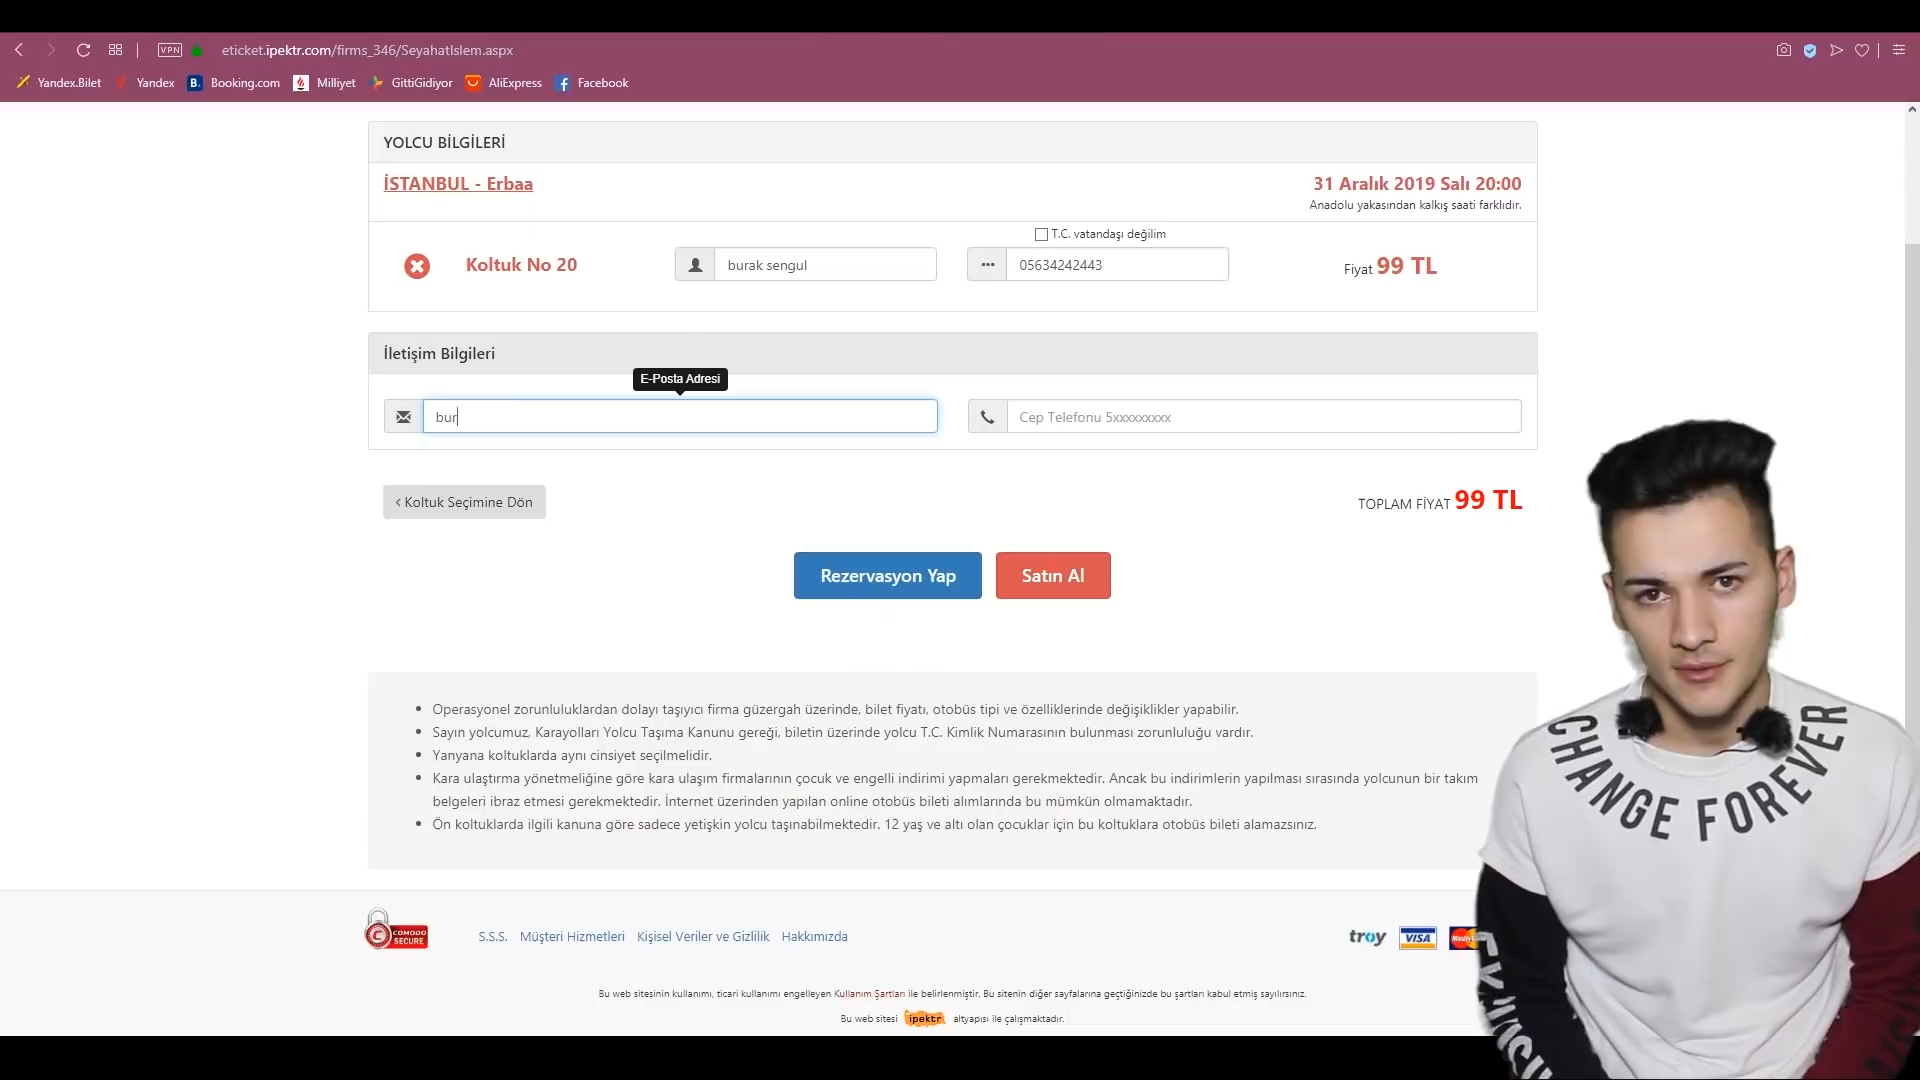 VPN
eticket.ipektr.com/firms_346/SeyahatIslem.aspx
Yandex.Bilet
Yandex
B. Booking.com
Milliyet
GittiGidiyor
AliExpress
Facebook
YOLCU BİLGİLERİ
İSTANBUL - Erbaa
31 Aralık 2019 Salı 20:00
Anadolu yakasından kalkış saati farklıdır.
T.C. vatandaşı değilim
Koltuk No 20
burak sengul
05634242443
Fiyat 99 TL
İletişim Bilgileri
E-Posta Adresi
bur
Cep Telefonu 5xxxxxxxxx
< Koltuk Seçimine Dön
TOPLAM FİYAT 99 TL
Rezervasyon Yap
Satın Al
Operasyonel zorunluluklardan dolayı taşıyıcı firma güzergah üzerinde, bilet fiyatı, otobüs tipi ve özelliklerinde değişiklikler yapabilir.
Sayın yolcumuz, Karayolları Yolcu Taşıma Kanunu gereği, biletin üzerinde yolcu T.C. Kimlik Numarasının bulunması zorunluluğu vardır.
Yanyana koltuklarda aynı cinsiyet seçilmelidir.
Kara ulaştırma yönetmeliğine göre kara ulaşım firmalarının çocuk ve engelli indirimi yapmaları gerekmektedir. Ancak bu indirimlerin yapılması sırasında yolcunun bir takım
belgeleri ibraz etmesi gerekmektedir. İnternet üzerinden yapılan online otobüs bileti alımlarında bu mümkün olmamaktadır.
Ön koltuklarda ilgili kanuna göre sadece yetişkin yolcu taşınabilmektedir. 12 yaş ve altı olan çocuklar için bu koltuklara otobüs bileti alamazsınız.
CHANGE FOREVER
COMODO
SECURE
S.S.S.
Müşteri Hizmetleri
Kişisel Veriler ve Gizlilik
Hakkımızda
troy
VISA
Bu web sitesinin kullanımı, ticari kullanımı engelleyen Kullanım Şartları ile belirlenmiştir. Bu sitenin diğer sayfalarına geçtiğinizde bu şartları kabul etmiş sayılırsınız.
Bu web sitesi ipektr altyapısı ile çalışmaktadır.